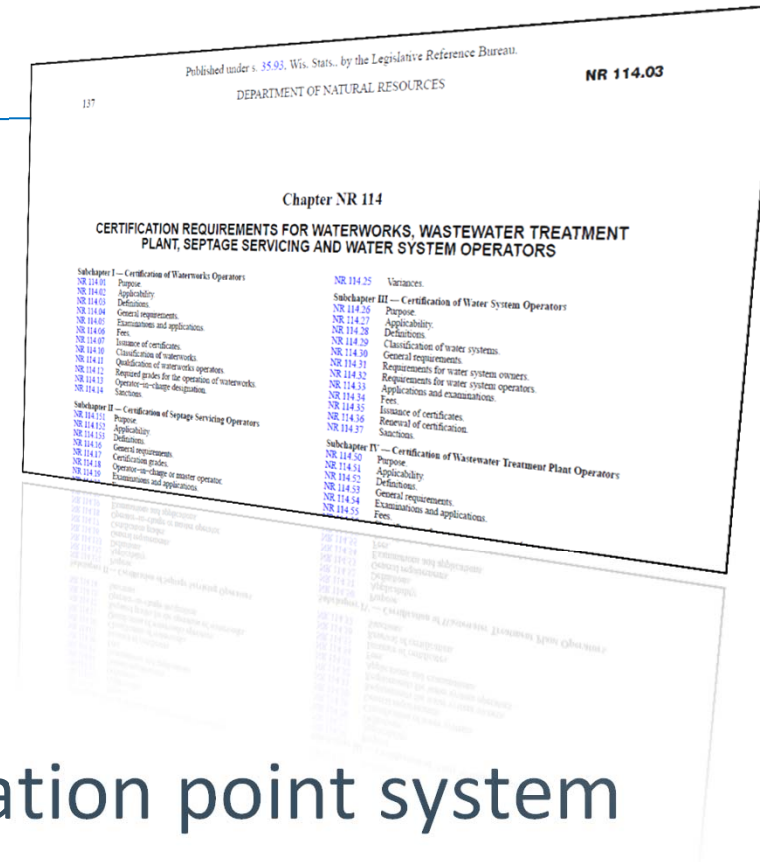 Published under s. 35.93, Wis. Stats., by the Legislative Reference Bureau.
137
DEPARTMENT OF NATURAL RESOURCES
NR 114.03
Chapter NR 114
CERTIFICATION REQUIREMENTS FOR WATERWORKS, WASTEWATER TREATMENT
PLANT, SEPTAGE SERVICING AND WATER SYSTEM OPERATORS
Subchapter I — Certification of Waterworks Operators
NR 114.01 Purpose.
NR 114.02 Applicability.
NR 114.03 Definitions.
NR 114.04 General requirements.
NR 114.05 Examinations and applications.
NR 114.06 Fees.
NR 114.07 Issuance of certificates.
NR 114.10 Classification of waterworks.
NR 114.11 Qualification of waterworks operators.
NR 114.12 Required grades for the operation of waterworks.
NR 114.13 Operator-in-charge designation.
NR 114.14 Sanctions.
Subchapter II — Certification of Septage Servicing Operators
NR 114.151 Purpose.
NR 114.152 Applicability.
NR 114.153 Definitions.
NR 114.16 General requirements.
NR 114.17 Certification grades.
NR 114.18 Operator-in-charge or master operator.
NR 114.19 Examinations and applications.
NR 114.25 Variances.
Subchapter III — Certification of Water System Operators
NR 114.26 Purpose.
NR 114.27 Applicability.
NR 114.28 Definitions.
NR 114.29 Classification of water systems.
NR 114.30 General requirements.
NR 114.31 Requirements for water system owners.
NR 114.32 Requirements for water system operators.
NR 114.33 Applications and examinations.
NR 114.34 Fees.
NR 114.35 Issuance of certificates.
NR 114.36 Renewal of certification.
NR 114.37 Sanctions.
Subchapter IV — Certification of Wastewater Treatment Plant Operators
NR 114.50 Purpose.
NR 114.51 Applicability.
NR 114.52 Definitions.
NR 114.53 General requirements.
NR 114.54 Examinations and applications.
NR 114.55 Fees.
ation point system